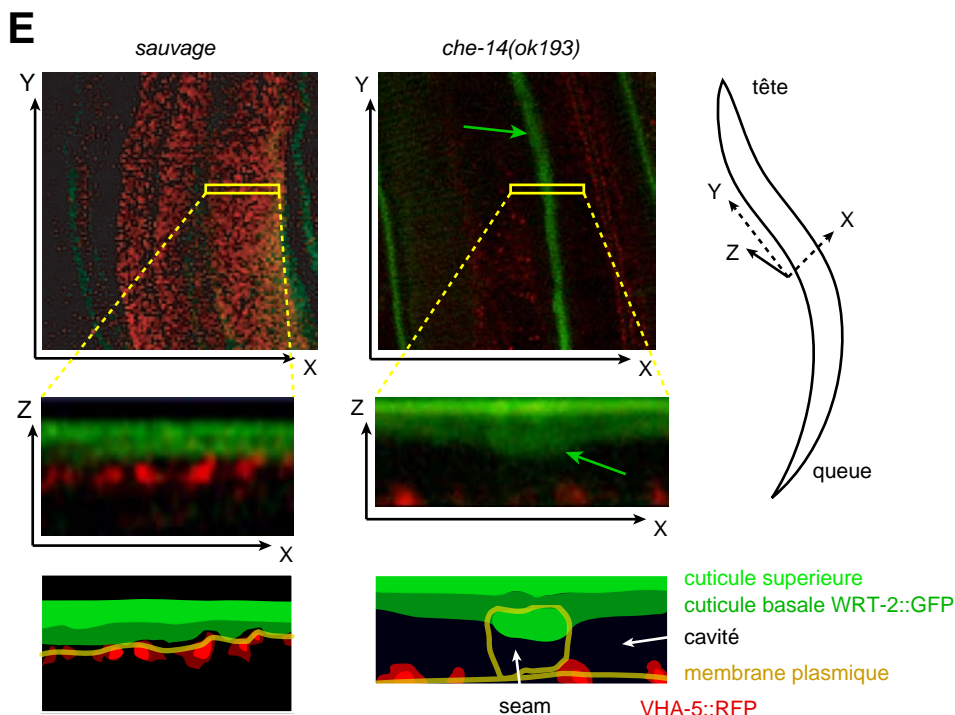 E
sauvage
che-14(ok193)
Y
Y
tête
Y
X
Z
X
X
Z
Z
queue
X
X
cuticule superieure
cuticule basale WRT-2::GFP
cavité
membrane plasmique
seam
VHA-5::RFP